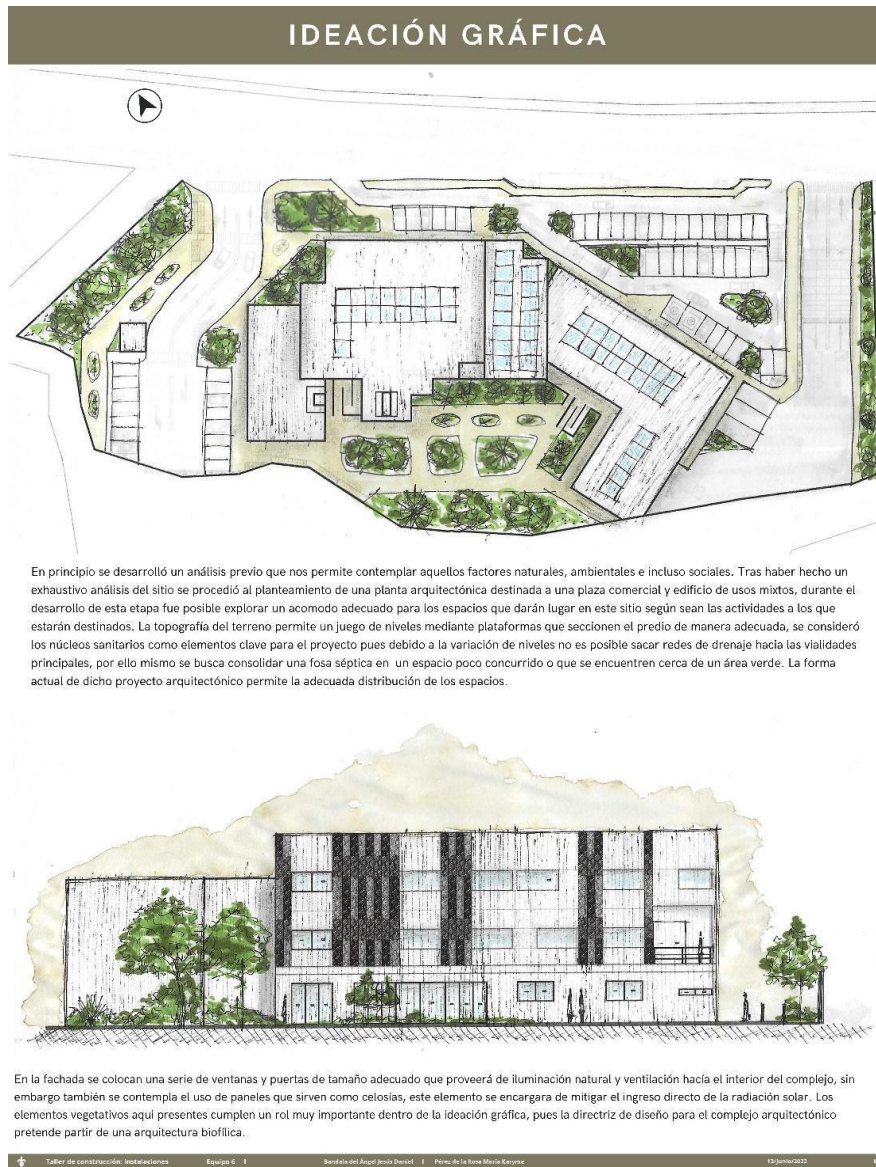 IDEACIÓN GRÁFICA
En principio se desarrolló un análisis previo que nos permite contemplar aquellos factores naturales, ambientales e incluso sociales. Tras haber hecho un
exhaustivo análisis del sitio se procedió al planteamiento de una planta arquitectónica destinada a una plaza comercial y edificio de usos mixtos, durante el
desarrollo de esta etapa fue posible explorar un acomodo adecuado para los espacios que darán lugar en este sitio según sean las actividades a los que
estarán destinados. La topografía del terreno permite un juego de niveles mediante plataformas que seccionen el predio de manera adecuada, se consideró
los núcleos sanitarios como elementos clave para el proyecto pues debido a la variación de niveles no es posible sacar redes de drenaje hacia las vialidades
principales, por ello mismo se busca consolidar una fosa séptica en un espacio poco concurrido o que se encuentren cerca de un área verde. La forma
actual de dicho proyecto arquitectónico permite la adecuada distribución de los espacios.
En la fachada se colocan una serie de ventanas y puertas de tamaño adecuado que proveerá de iluminación natural y ventilación hacía el interior del complejo, sin
embargo también se contempla el uso de paneles que sirven como celosías, este elemento se encargara de mitigar el ingreso directo de la radiación solar. Los
elementos vegetativos aqui presentes cumplen un rol muy importante dentro de la ideación gráfica, pues la directriz de diseño para el complejo arquitectónico
pretende partir de una arquitectura biofílica.
Taller de construcción: instalaciones Equipo 6 I Bandala del Ángel Jesús Daniel I Pérez de la Rosa María Karyme 13/Junio/2022